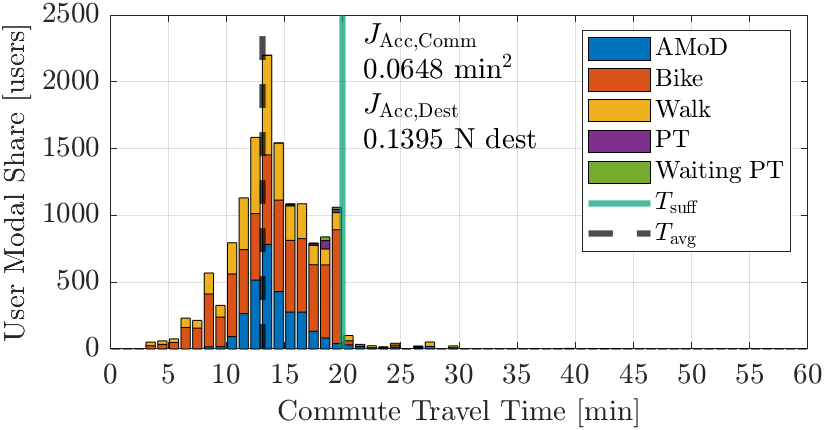 2500
2000
1500
1000
500
0
User Modal Share [users]
0 5 10 15 20 25 30 35 40 45 50 55 60
Commute Travel Time [min]
J_Acc,Comm
0.0648 min²
J_Acc,Dest
0.1395 N dest
AMoD
Bike
Walk
PT
Waiting PT
T_suff
T_avg